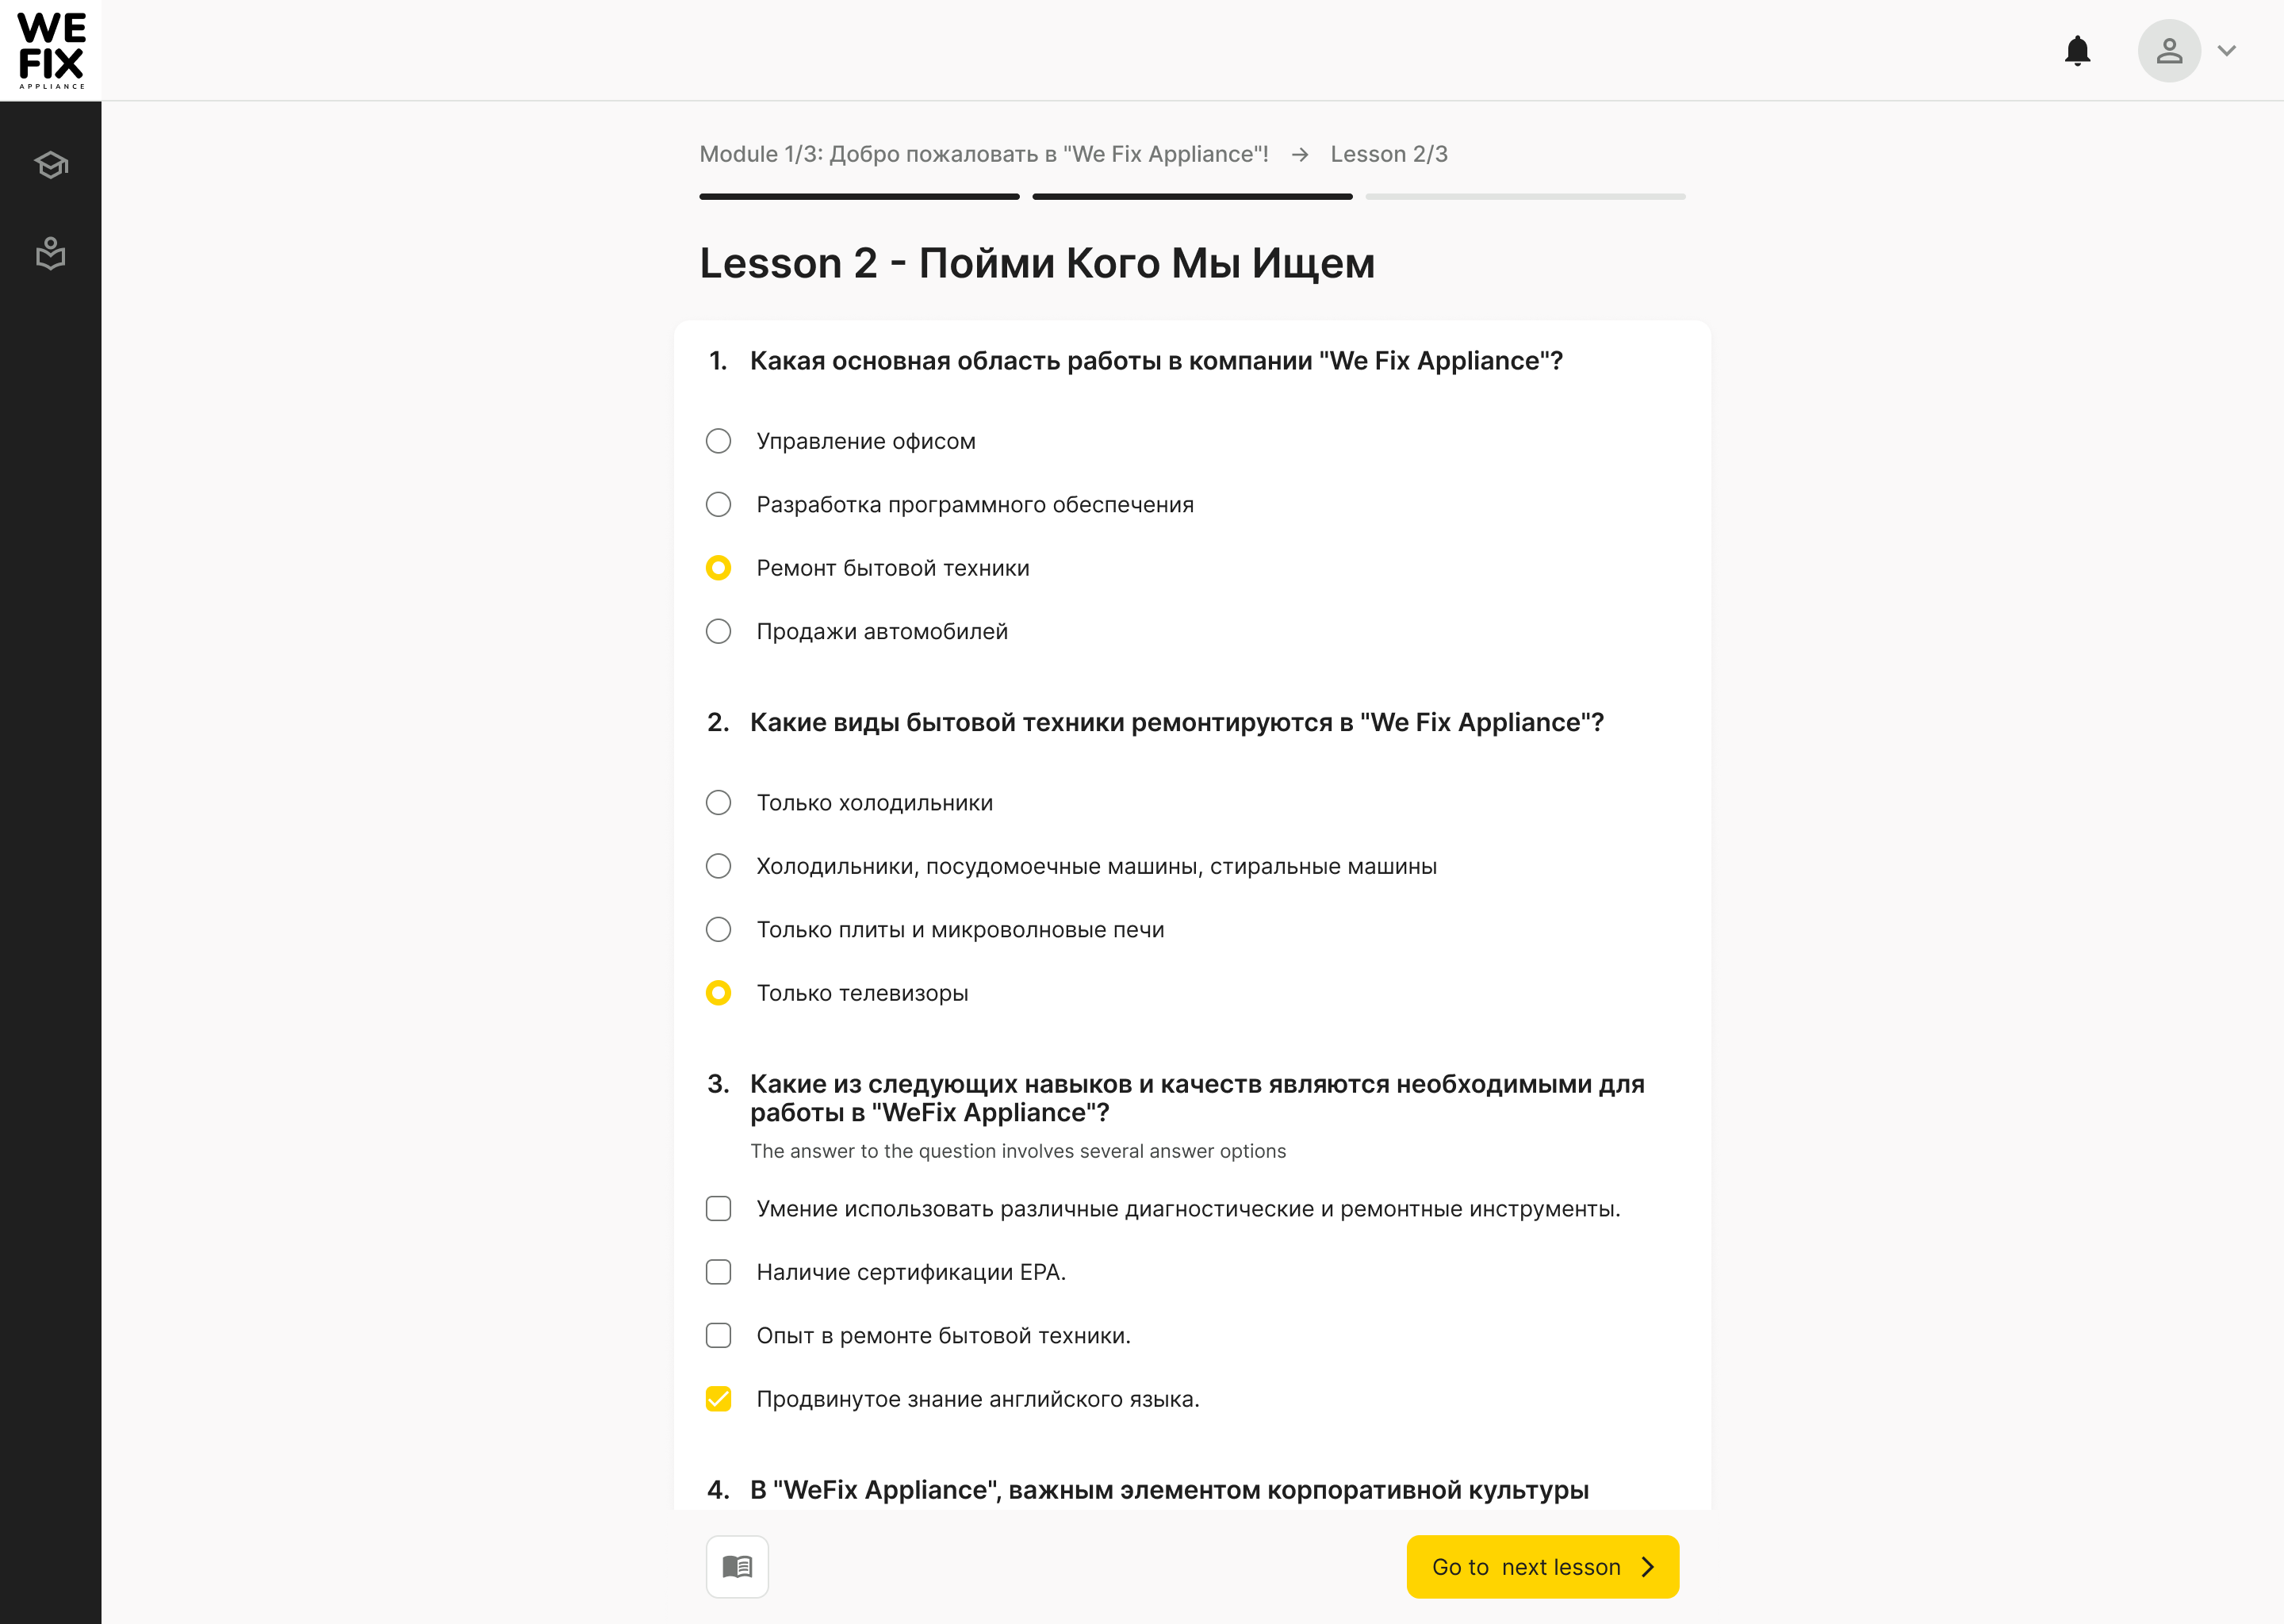 WE
FIX
APPLIANCE
Module 1/3: Добро пожаловать в "We Fix Appliance"! → Lesson 2/3
Lesson 2 - Пойми Кого Мы Ищем
1. Какая основная область работы в компании "We Fix Appliance"?
Управление офисом
Разработка программного обеспечения
Ремонт бытовой техники
Продажи автомобилей
2. Какие виды бытовой техники ремонтируются в "We Fix Appliance"?
Только холодильники
Холодильники, посудомоечные машины, стиральные машины
Только плиты и микроволновые печи
Только телевизоры
3. Какие из следующих навыков и качеств являются необходимыми для
работы в "WeFix Appliance"?
The answer to the question involves several answer options
Умение использовать различные диагностические и ремонтные инструменты.
Наличие сертификации EPA.
Опыт в ремонте бытовой техники.
Продвинутое знание английского языка.
4. В "WeFix Appliance", важным элементом корпоративной культуры
Go to next lesson